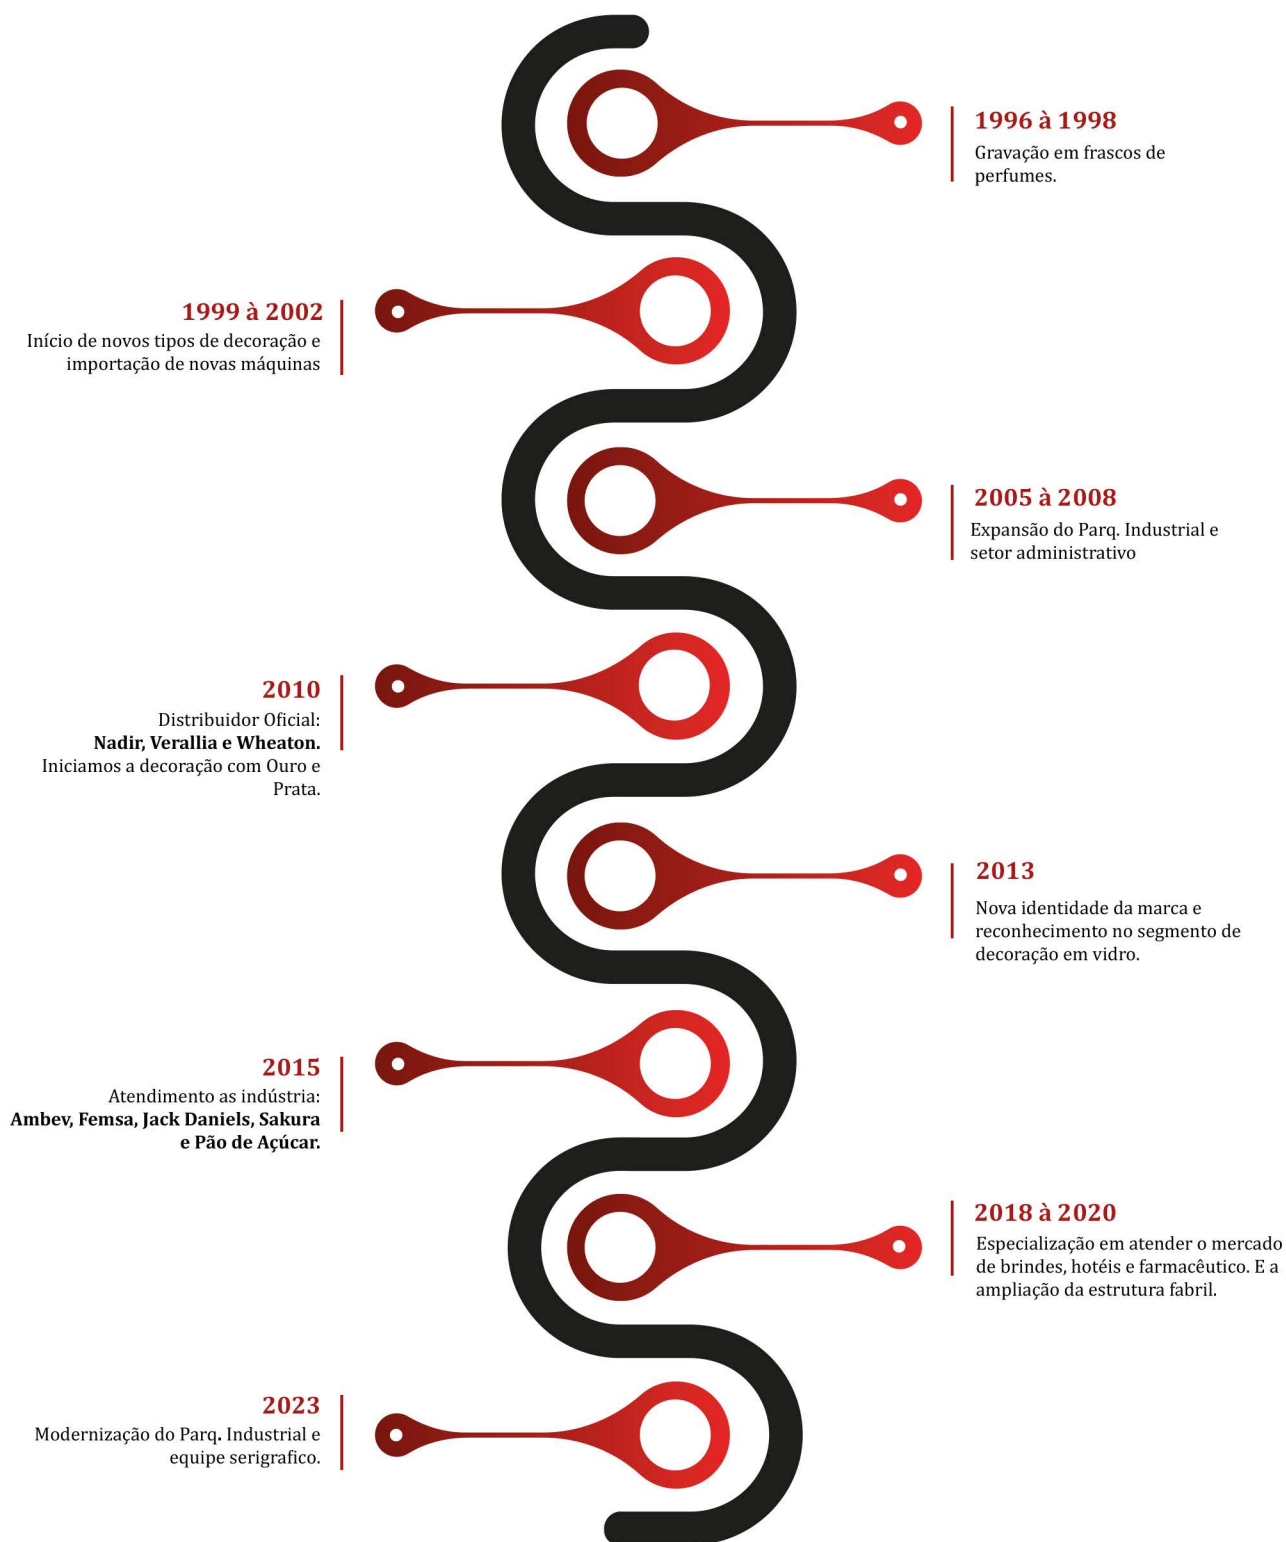 1996 à 1998
Gravação em frascos de
perfumes.
1999 à 2002
Início de novos tipos de decoração e
importação de novas máquinas
2005 à 2008
Expansão do Parq. Industrial e
setor administrativo
2010
Distribuidor Oficial:
Nadir, Verallia e Wheaton.
Iniciamos a decoração com Ouro e
Prata.
2013
Nova identidade da marca e
reconhecimento no segmento de
decoração em vidro.
2015
Atendimento as indústria:
Ambev, Femsa, Jack Daniels, Sakura
e Pão de Açúcar.
2018 à 2020
Especialização em atender o mercado
de brindes, hotéis e farmacêutico. E a
ampliação da estrutura fabril.
2023
Modernização do Parq. Industrial e
equipe serigrafico.